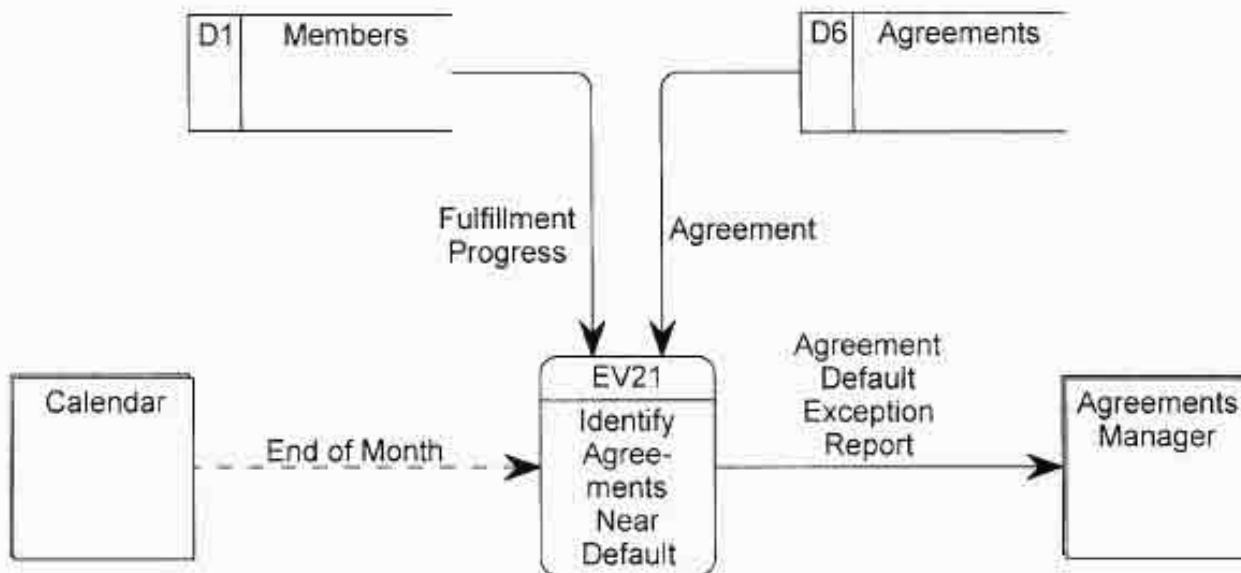 D1 Members
D6 Agreements
Fulfillment
Progress
Agreement
Calendar
End of Month
EV21
Identify
Agree-
ments
Near
Default
Agreement
Default
Exception
Report
Agreements
Manager